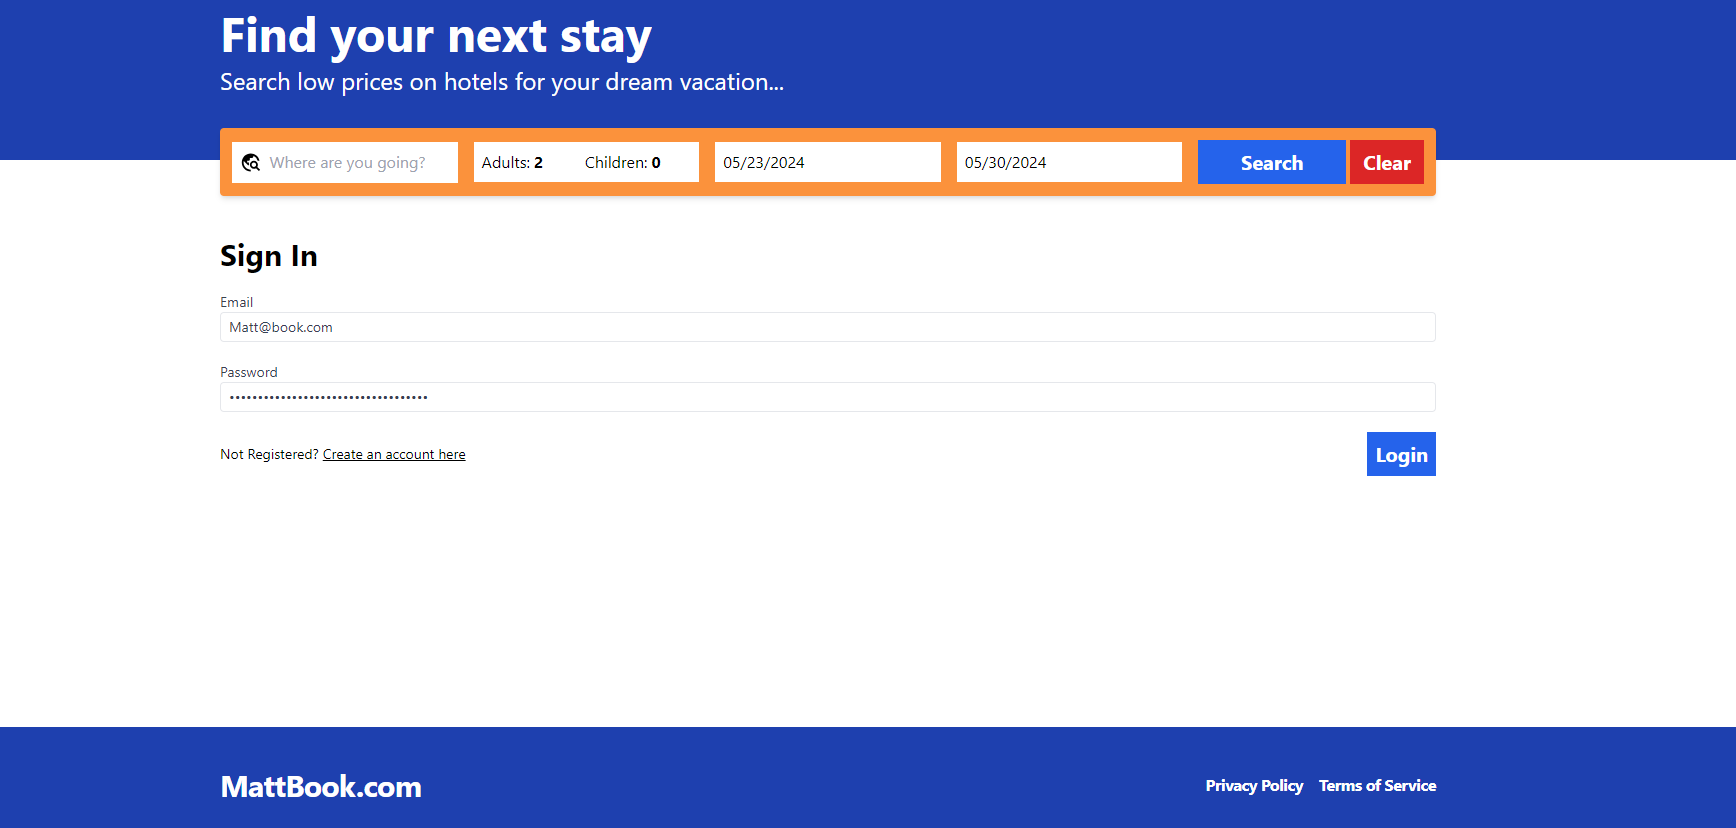 Find your next stay
Search low prices on hotels for your dream vacation...
Where are you going?
Adults: 2 Children: 0
05/23/2024
05/30/2024
Search
Clear
Sign In
Email
Matt@book.com
Password
Not Registered? Create an account here
Login
MattBook.com
Privacy Policy Terms of Service